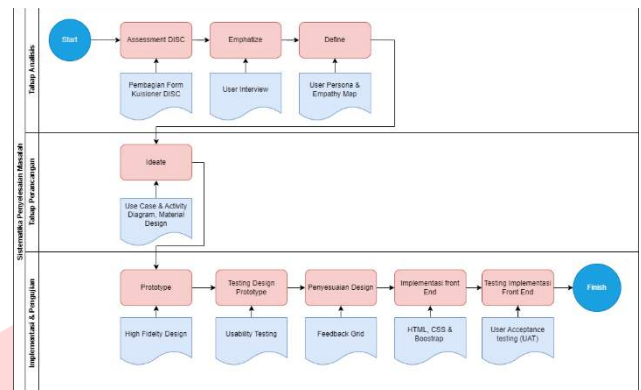 Sistematika Penyelesaian Masalah
Tahap Analisis
Start
Assessment DISC
Emphatize
Define
Pembagian Form
Kuisioner DISC
User Interview
User Persona &
Empathy Map
Tahap Perancangan
Ideate
Use Case & Activity
Diagram, Material
Design
Implementasi & Pengujian
Prototype
Testing Design
Prototype
Penyesuaian Design
Implementasi front
End
Testing Implementasi
Front End
Finish
High Fidelty Design
Usability Testing
Feedback Grid
HTML, CSS &
Boostrap
User Acceptance
testing (UAT)